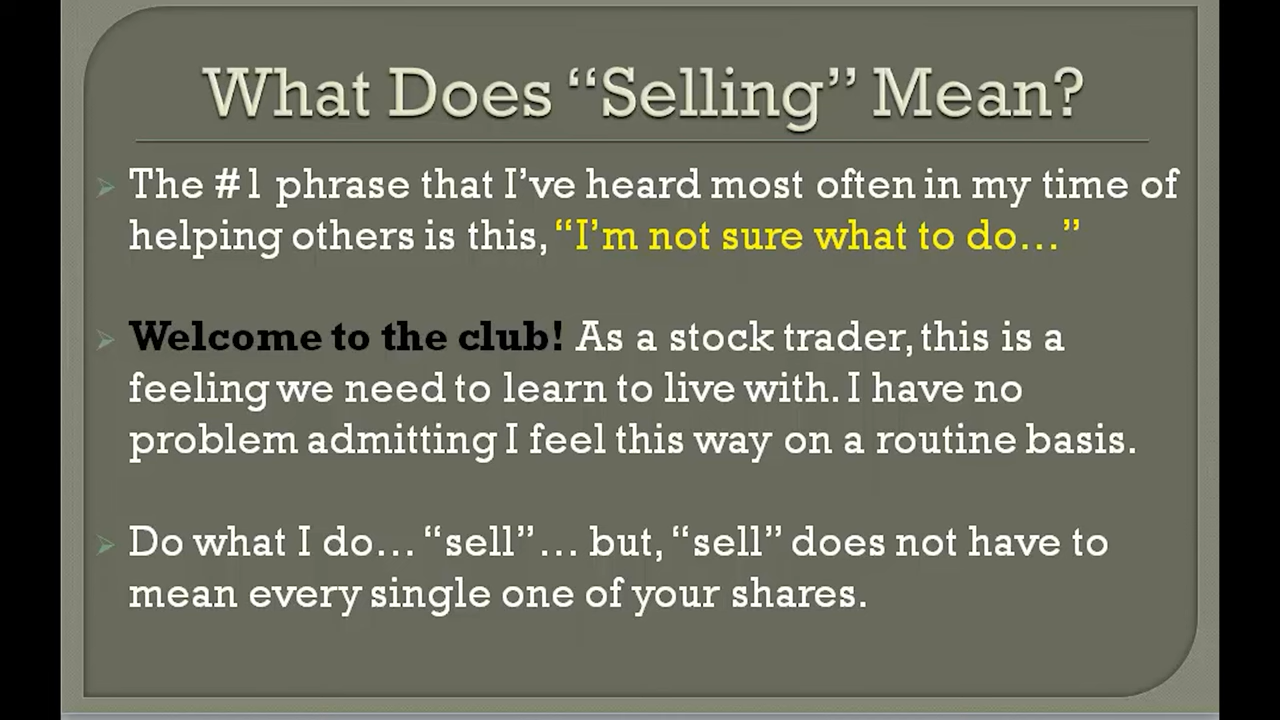 What Does “Selling” Mean?
The #1 phrase that I’ve heard most often in my time of
helping others is this, “I’m not sure what to do…”
Welcome to the club! As a stock trader, this is a
feeling we need to learn to live with. I have no
problem admitting I feel this way on a routine basis.
Do what I do… “sell”… but, “sell” does not have to
mean every single one of your shares.